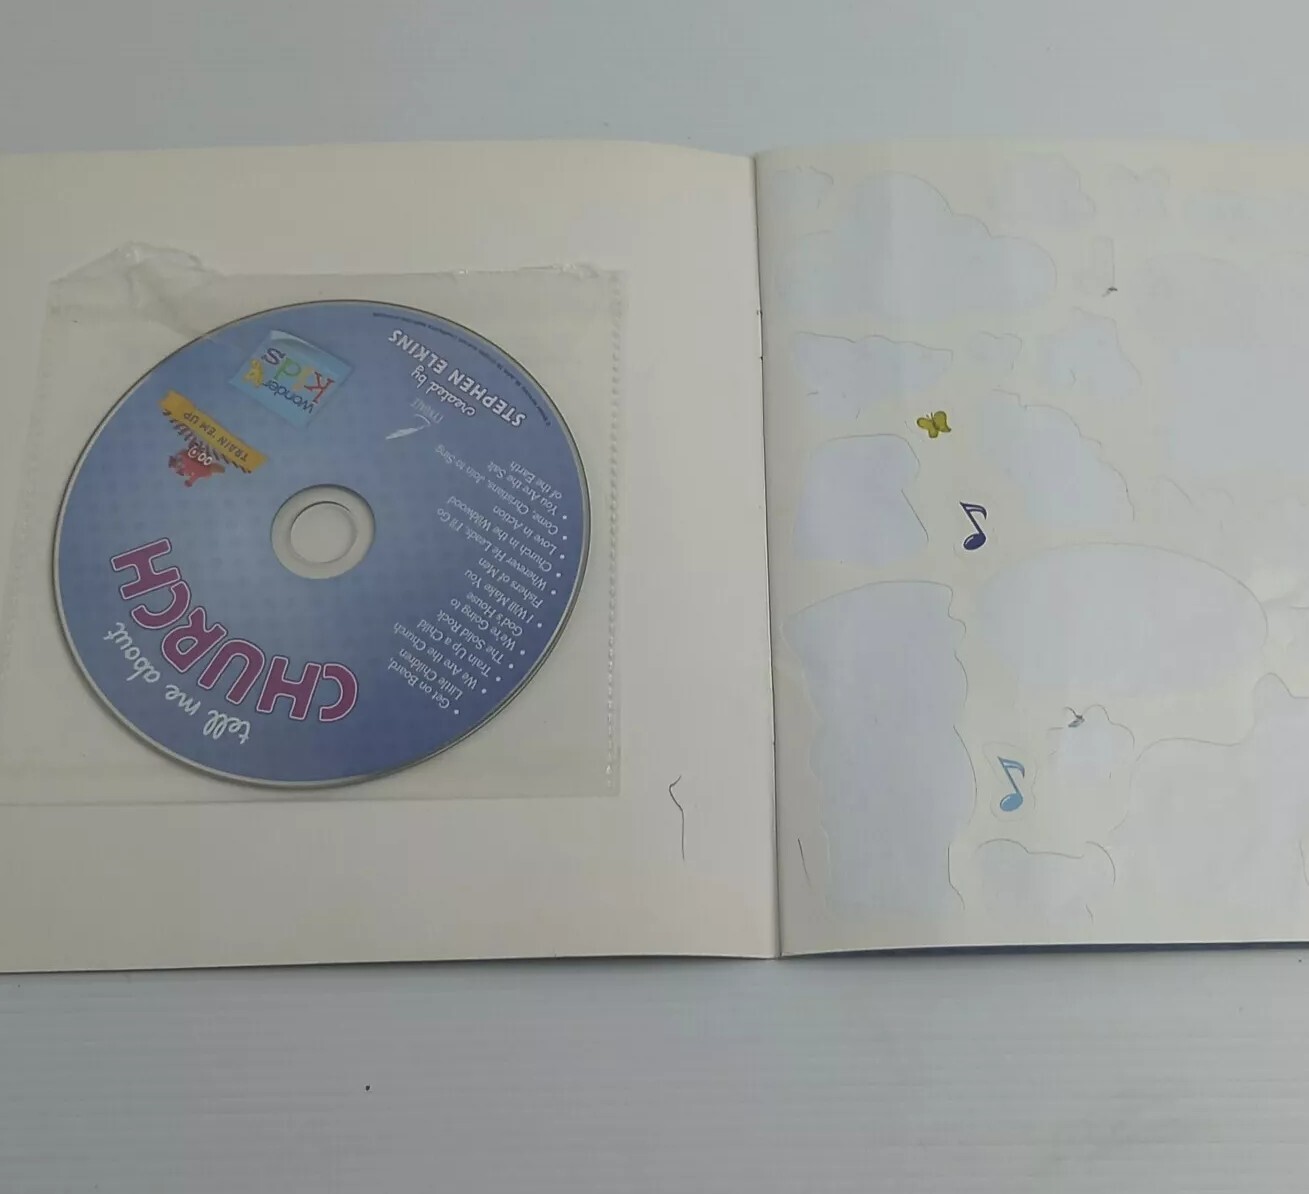 tell me about
CHURCH
TRAIN 'EM UP
wonder
Kids
created by
STEPHEN ELKINS
TYNDALE
• Get on Board,
Little Children
• We Are the Church
• Train Up a Child
• The Solid Rock
• We're Going to
God's House
• I Will Make You
Fishers of Men
• Wherever He Leads, I'll Go
• Church in the Wildwood
• Love in Action
• Come, Christians, Join to Sing
• You Are the Salt
of the Earth